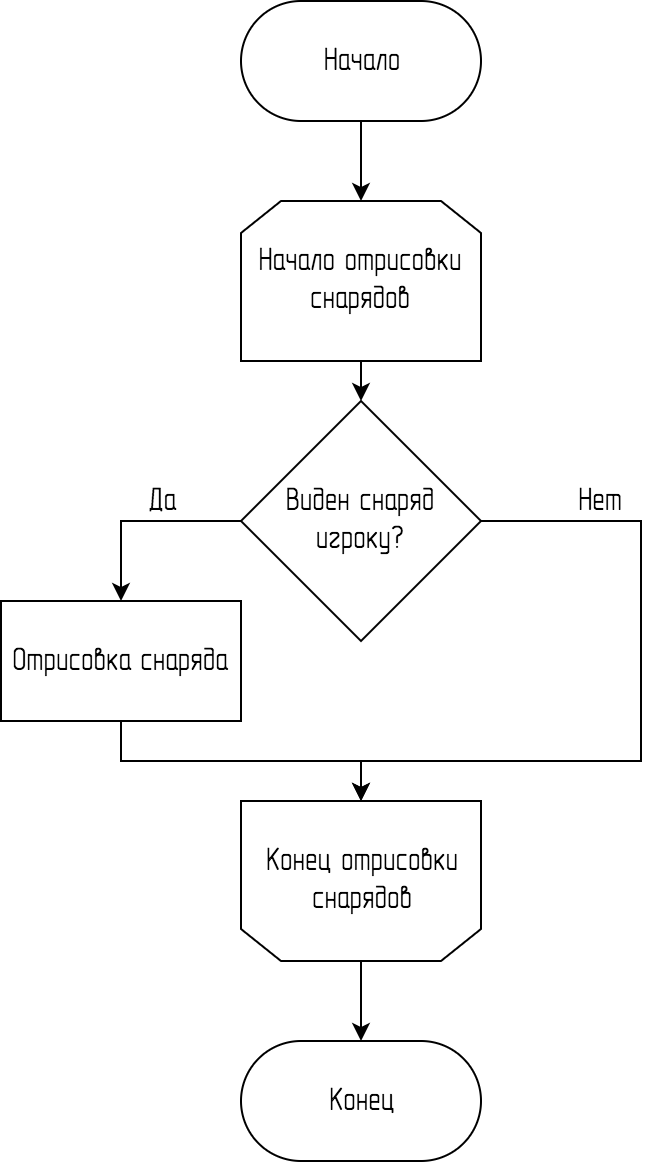 Начало
Начало отрисовки
снарядов
Виден снаряд
игроку?
Да
Нет
Отрисовка снаряда
Конец отрисовки
снарядов
Конец